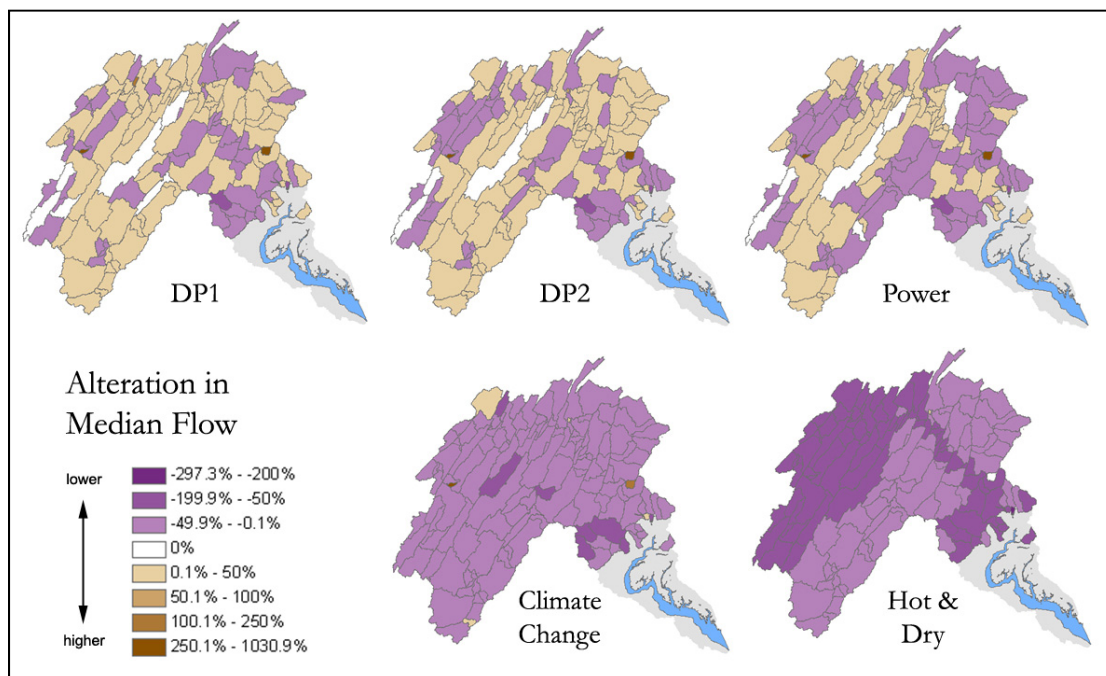 DP1
DP2
Power
Alteration in
Median Flow
lower
higher
-297.3% - -200%
-199.9% - -50%
-49.9% - -0.1%
0%
0.1% - 50%
50.1% - 100%
100.1% - 250%
250.1% - 1030.9%
Climate
Change
Hot &
Dry